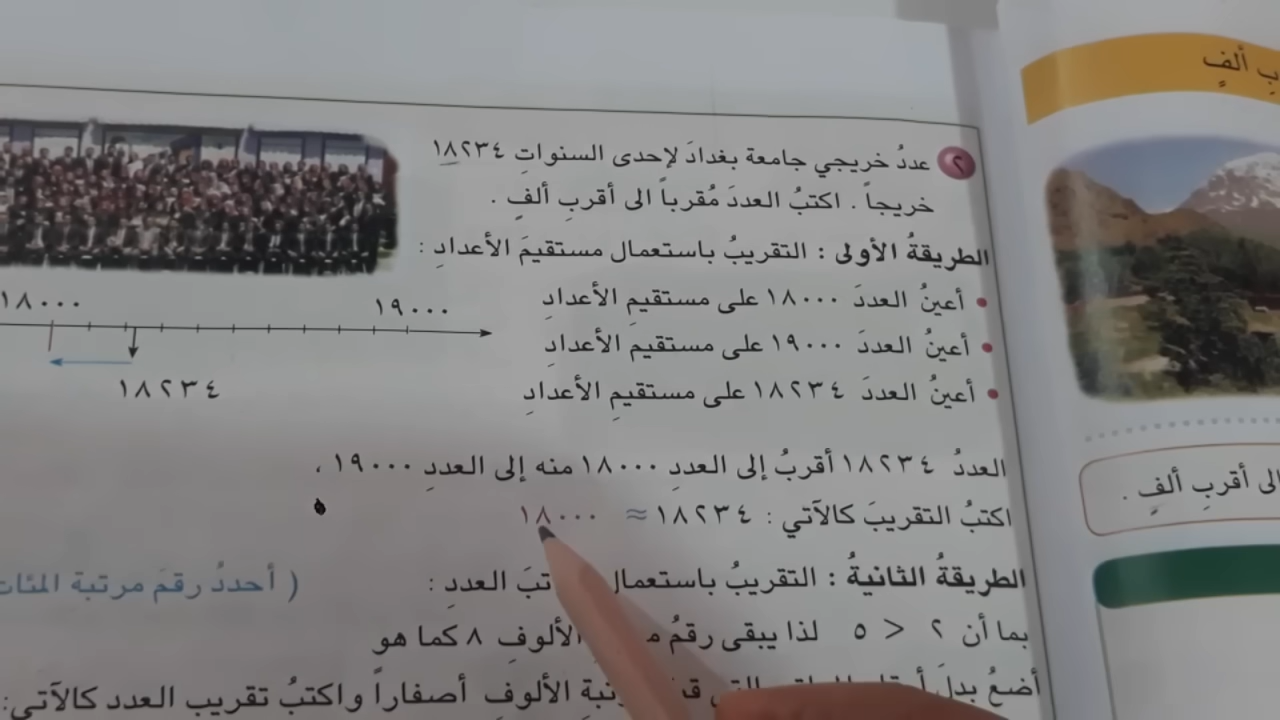 بِ ألفٍ
٢ عددُ خريجي جامعة بغدادَ لإحدى السنواتِ ١٨٢٣٤
خريجاً . اكتبُ العددَ مُقرباً الى أقربِ ألفٍ .
الطريقةُ الأولى : التقريبُ باستعمال مستقيمَ الأعدادِ :
• أعينُ العددَ ١٨٠٠٠ على مستقيمِ الأعدادِ
• أعينُ العددَ ١٩٠٠٠ على مستقيمِ الأعدادِ
• أعينُ العددَ ١٨٢٣٤ على مستقيمِ الأعدادِ
١٨٠٠٠ ١٩٠٠٠
١٨٢٣٤
العددُ ١٨٢٣٤ أقربُ إلى العددِ ١٨٠٠٠ منه إلى العددِ ١٩٠٠٠ ،
اكتبُ التقريبَ كالآتي : ١٨٢٣٤ ≈ ١٨٠٠٠
الطريقةُ الثانيةُ : التقريبُ باستعمال العددِ : ( أحددُ رقمَ مرتبة المئات
بما أن ٢ < ٥ لذا يبقى رقمُ الألوفِ ٨ كما هو
أضعُ بدلَ الألوفِ أصفاراً واكتبُ تقريبَ العدد كالآتي:
لى أقربِ ألفٍ .